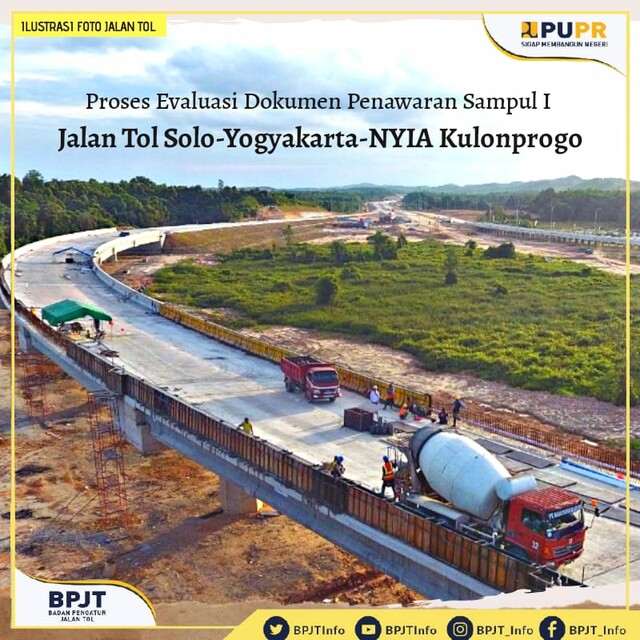 ILUSTRASI FOTO JALAN TOL
PUPR
SIGAP MEMBANGUN NEGERI
Proses Evaluasi Dokumen Penawaran Sampul I
Jalan Tol Solo-Yogyakarta-NYIA Kulonprogo
BPJT
BADAN PENGATUR
JALAN TOL
BPJTInfo
BPJTInfo
BPJT_Info
BPJT_Info